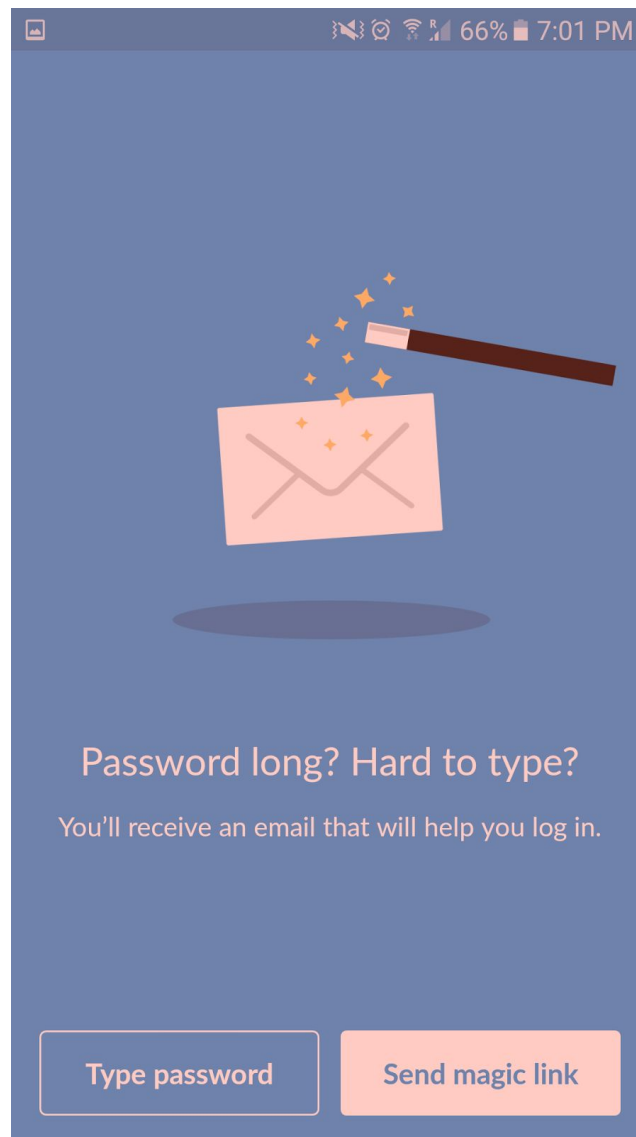 R 66% 7:01 PM
Password long? Hard to type?
You'll receive an email that will help you log in.
Type password
Send magic link